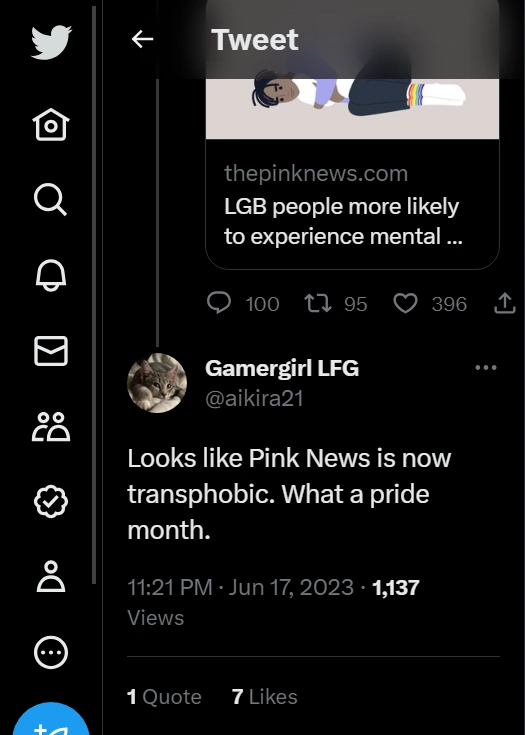 Tweet
thepinknews.com
LGB people more likely
to experience mental ...
100 95 396
Gamergirl LFG
@aikira21
Looks like Pink News is now
transphobic. What a pride
month.
11:21 PM · Jun 17, 2023 · 1,137
Views
1 Quote 7 Likes